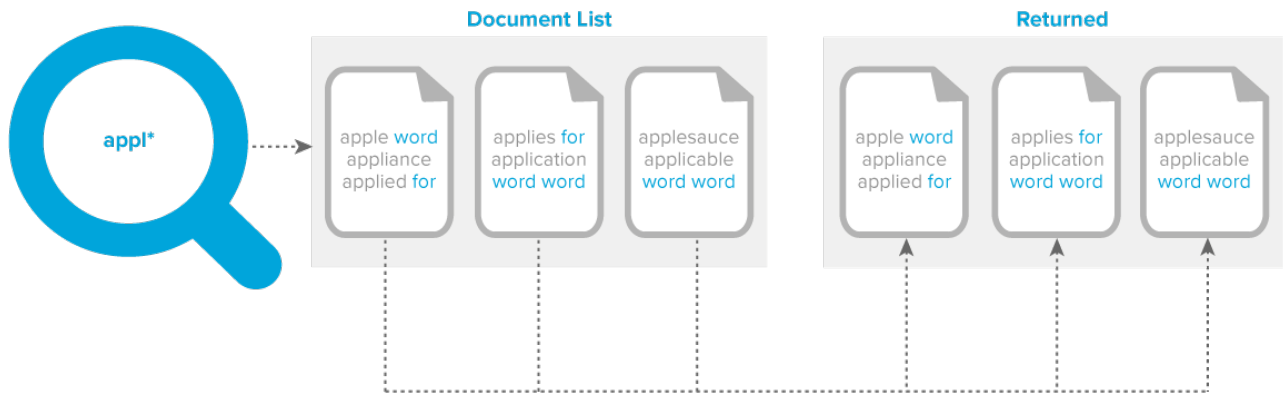 Document List
Returned
appl*
apple word
appliance
applied for
applies for
application
word word
applesauce
applicable
word word
apple word
appliance
applied for
applies for
application
word word
applesauce
applicable
word word